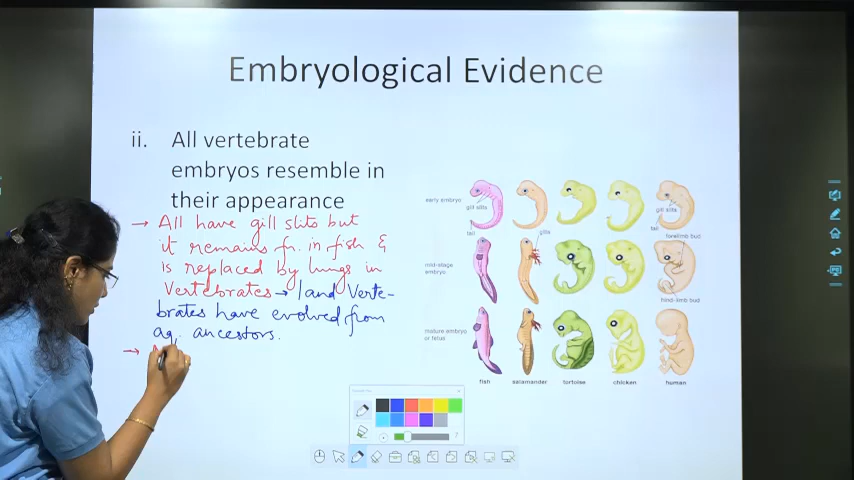 Embryological Evidence
ii. All vertebrate
embryos resemble in
their appearance
→ All have gill slits but
it remains fn. in fish &
is replaced by lungs in
Vertebrates → land Verte-
brates have evolved from
aq. ancestors.
→
early embryo
gill slits
tail
gill slits
tail
mid-stage
embryo
gills
forelimb bud
hind-limb bud
mature embryo
or fetus
fish salamander tortoise chicken human
7